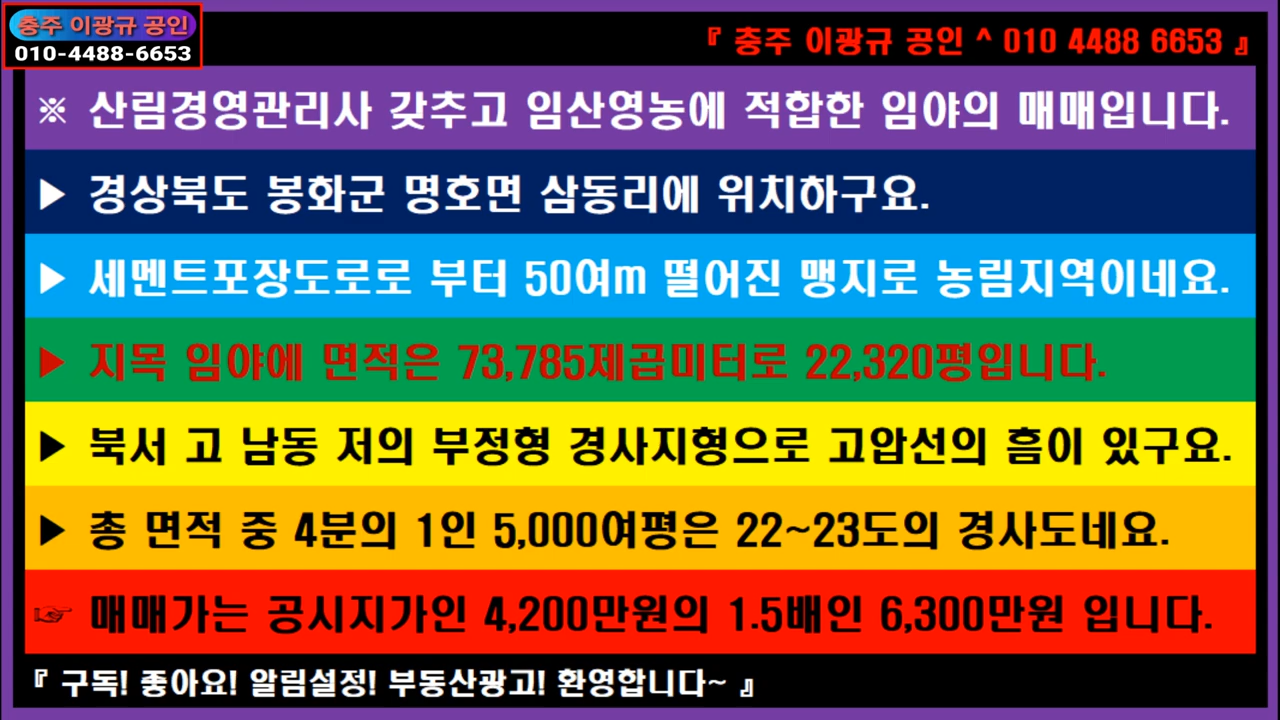 충주 이광규 공인
010-4488-6653
『 충주 이광규 공인 ^ 010 4488 6653 』
※ 산림경영관리사 갖추고 임산영농에 적합한 임야의 매매입니다.
▶ 경상북도 봉화군 명호면 삼동리에 위치하구요.
▶ 세멘트포장도로로 부터 50여m 떨어진 맹지로 농림지역이네요.
▶ 지목 임야에 면적은 73,785제곱미터로 22,320평입니다.
▶ 북서 고 남동 저의 부정형 경사지형으로 고압선의 흠이 있구요.
▶ 총 면적 중 4분의 1인 5,000여평은 22~23도의 경사도네요.
☞ 매매가는 공시지가인 4,200만원의 1.5배인 6,300만원 입니다.
『 구독! 좋아요! 알림설정! 부동산광고! 환영합니다~ 』